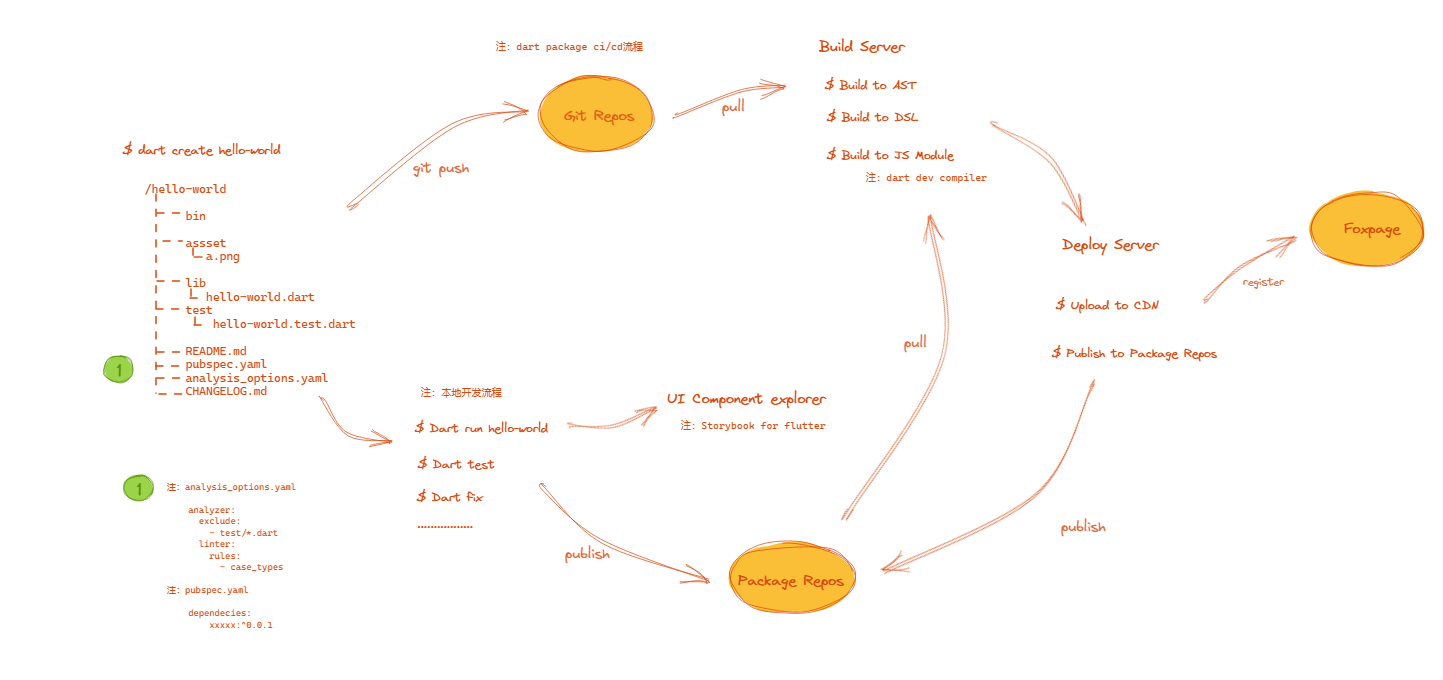 注: dart package ci/cd流程
Git Repos
pull
git push
Build Server
$ Build to AST
$ Build to DSL
$ Build to JS Module
注: dart dev compiler
$ dart create hello-world
/hello-world
bin
assset
a.png
lib
hello-world.dart
test
hello-world.test.dart
README.md
pubspec.yaml
analysis_options.yaml
CHANGELOG.md
1
Deploy Server
$ Upload to CDN
$ Publish to Package Repos
register
Foxpage
注: 本地开发流程
$ Dart run hello-world
$ Dart test
$ Dart fix
.................
UI Component explorer
注: Storybook for flutter
pull
publish
publish
Package Repos
1
注: analysis_options.yaml
analyzer:
exclude:
- test/*.dart
linter:
rules:
- case_types
注: pubspec.yaml
dependecies:
xxxxx:^0.0.1